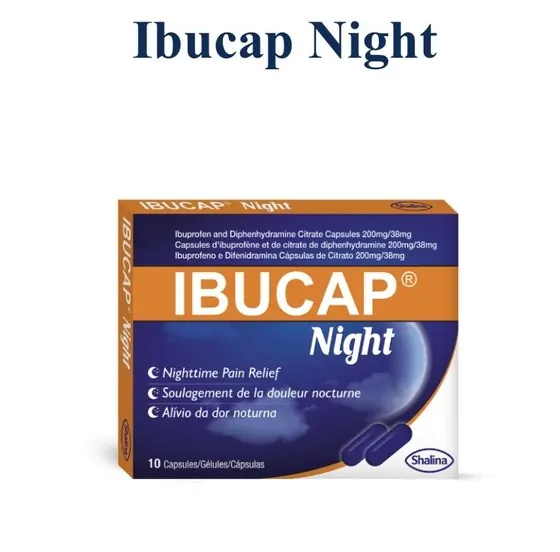 Ibucap Night
IBUCAP® Night
Shalina
Ibuprofen and Diphenhydramine Citrate Capsules 200mg/38mg
Capsules d'ibuprofène et de citrate de diphenhydramine 200mg/38mg
Ibuprofeno e Difenidramina Cápsulas de Citrato 200mg/38mg
IBUCAP®
Night
Nighttime Pain Relief
Soulagement de la douleur nocturne
Alívio da dor noturna
10 Capsules/Gélules/Cápsulas
Shalina
IBUCAP® Night